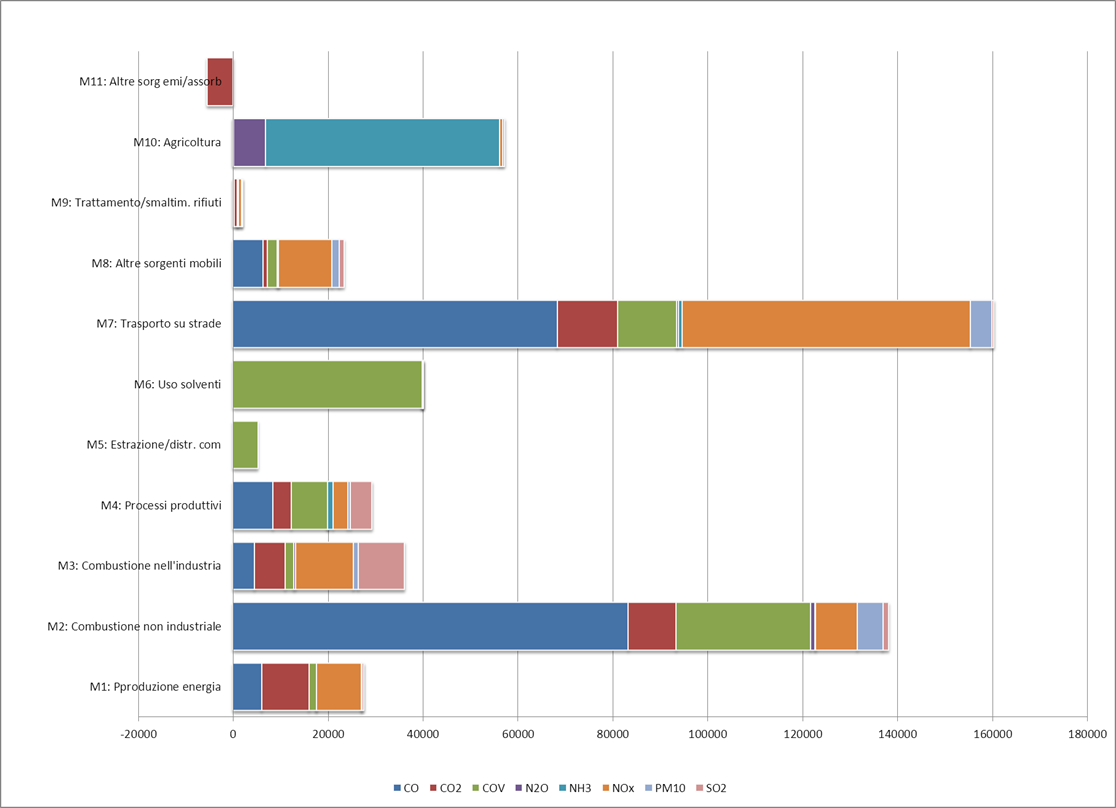 M11: Altre sorg emi/assorb
M10: Agricoltura
M9: Trattamento/smaltim. rifiuti
M8: Altre sorgenti mobili
M7: Trasporto su strade
M6: Uso solventi
M5: Estrazione/distr. com
M4: Processi produttivi
M3: Combustione nell'industria
M2: Combustione non industriale
M1: Pproduzione energia
-20000 0 20000 40000 60000 80000 100000 120000 140000 160000 180000
CO CO2 COV N2O NH3 NOx PM10 SO2